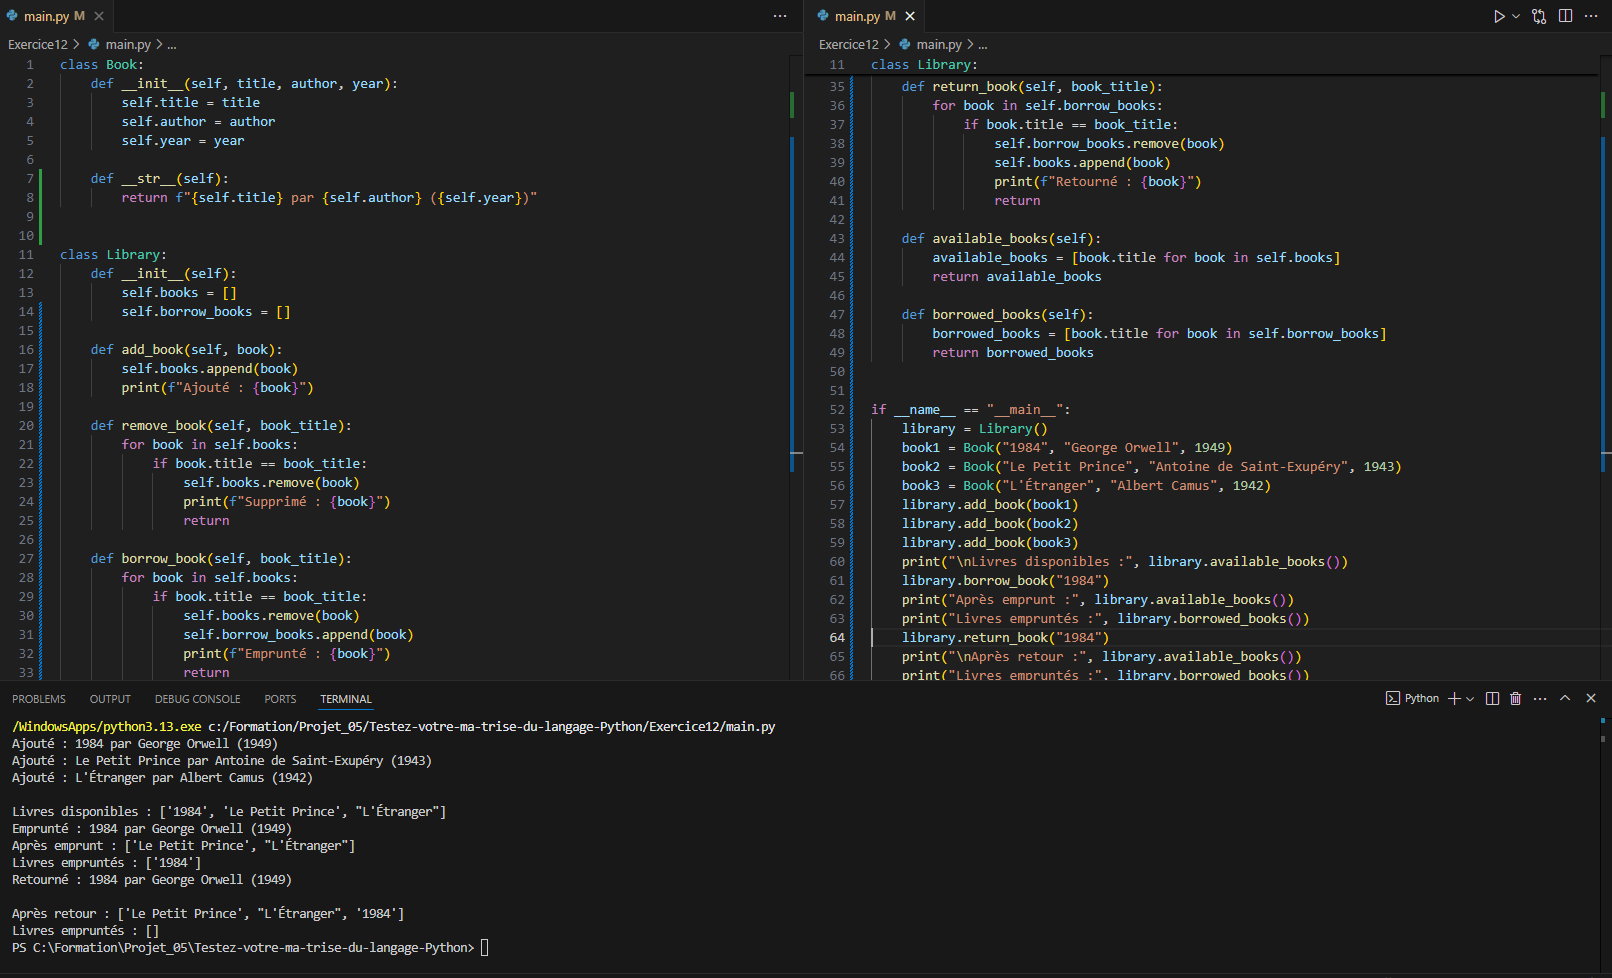 main.py M
Exercice12 > main.py > ...
1 class Book:
2     def __init__(self, title, author, year):
3         self.title = title
4         self.author = author
5         self.year = year
6
7     def __str__(self):
8         return f"{self.title} par {self.author} ({self.year})"
9
10
11 class Library:
12     def __init__(self):
13         self.books = []
14         self.borrow_books = []
15
16     def add_book(self, book):
17         self.books.append(book)
18         print(f"Ajouté : {book}")
19
20     def remove_book(self, book_title):
21         for book in self.books:
22             if book.title == book_title:
23                 self.books.remove(book)
24                 print(f"Supprimé : {book}")
25                 return
26
27     def borrow_book(self, book_title):
28         for book in self.books:
29             if book.title == book_title:
30                 self.books.remove(book)
31                 self.borrow_books.append(book)
32                 print(f"Emprunté : {book}")
33                 return
main.py M
Exercice12 > main.py > ...
11 class Library:
35     def return_book(self, book_title):
36         for book in self.borrow_books:
37             if book.title == book_title:
38                 self.borrow_books.remove(book)
39                 self.books.append(book)
40                 print(f"Retourné : {book}")
41                 return
42
43     def available_books(self):
44         available_books = [book.title for book in self.books]
45         return available_books
46
47     def borrowed_books(self):
48         borrowed_books = [book.title for book in self.borrow_books]
49         return borrowed_books
50
51
52 if __name__ == "__main__":
53     library = Library()
54     book1 = Book("1984", "George Orwell", 1949)
55     book2 = Book("Le Petit Prince", "Antoine de Saint-Exupéry", 1943)
56     book3 = Book("L'Étranger", "Albert Camus", 1942)
57     library.add_book(book1)
58     library.add_book(book2)
59     library.add_book(book3)
60     print("\nLivres disponibles :", library.available_books())
61     library.borrow_book("1984")
62     print("Après emprunt :", library.available_books())
63     print("Livres empruntés :", library.borrowed_books())
64     library.return_book("1984")
65     print("\nAprès retour :", library.available_books())
66     print("Livres empruntés :", library.borrowed_books())
PROBLEMS OUTPUT DEBUG CONSOLE PORTS TERMINAL
Python
/WindowsApps/python3.13.exe c:/Formation/Projet_05/Testez-votre-ma-trise-du-langage-Python/Exercice12/main.py
Ajouté : 1984 par George Orwell (1949)
Ajouté : Le Petit Prince par Antoine de Saint-Exupéry (1943)
Ajouté : L'Étranger par Albert Camus (1942)

Livres disponibles : ['1984', 'Le Petit Prince', "L'Étranger"]
Emprunté : 1984 par George Orwell (1949)
Après emprunt : ['Le Petit Prince', "L'Étranger"]
Livres empruntés : ['1984']
Retourné : 1984 par George Orwell (1949)

Après retour : ['Le Petit Prince', "L'Étranger", '1984']
Livres empruntés : []
PS C:\Formation\Projet_05\Testez-votre-ma-trise-du-langage-Python>